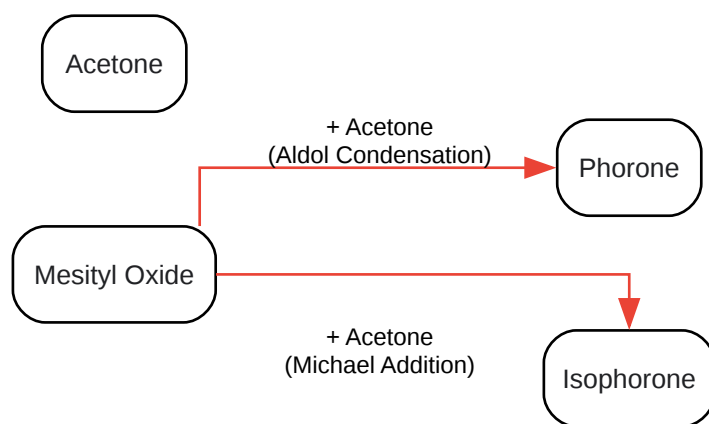 Acetone
+ Acetone
(Aldol Condensation)
Phorone
Mesityl Oxide
+ Acetone
(Michael Addition)
Isophorone